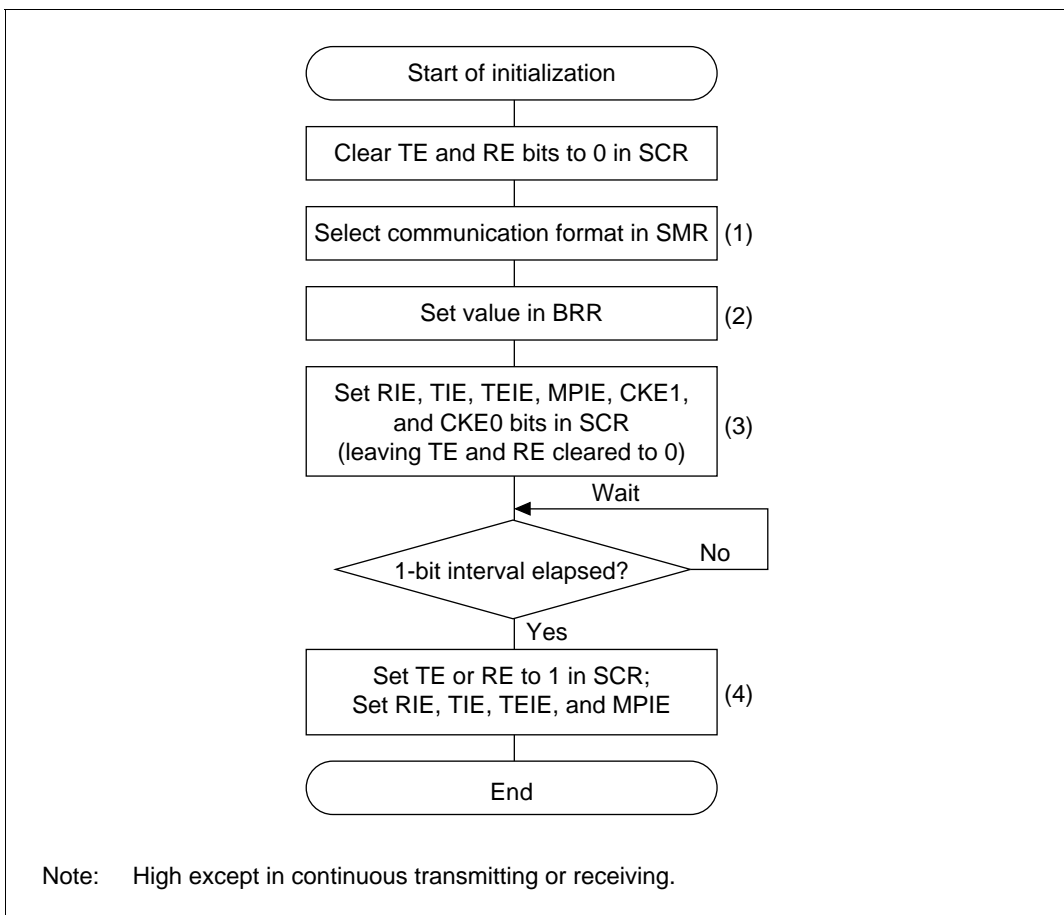 Start of initialization
Clear TE and RE bits to 0 in SCR
Select communication format in SMR
(1)
Set value in BRR
(2)
Set RIE, TIE, TEIE, MPIE, CKE1,
and CKE0 bits in SCR
(leaving TE and RE cleared to 0)
(3)
Wait
1-bit interval elapsed?
No
Yes
Set TE or RE to 1 in SCR;
Set RIE, TIE, TEIE, and MPIE
(4)
End
Note: High except in continuous transmitting or receiving.